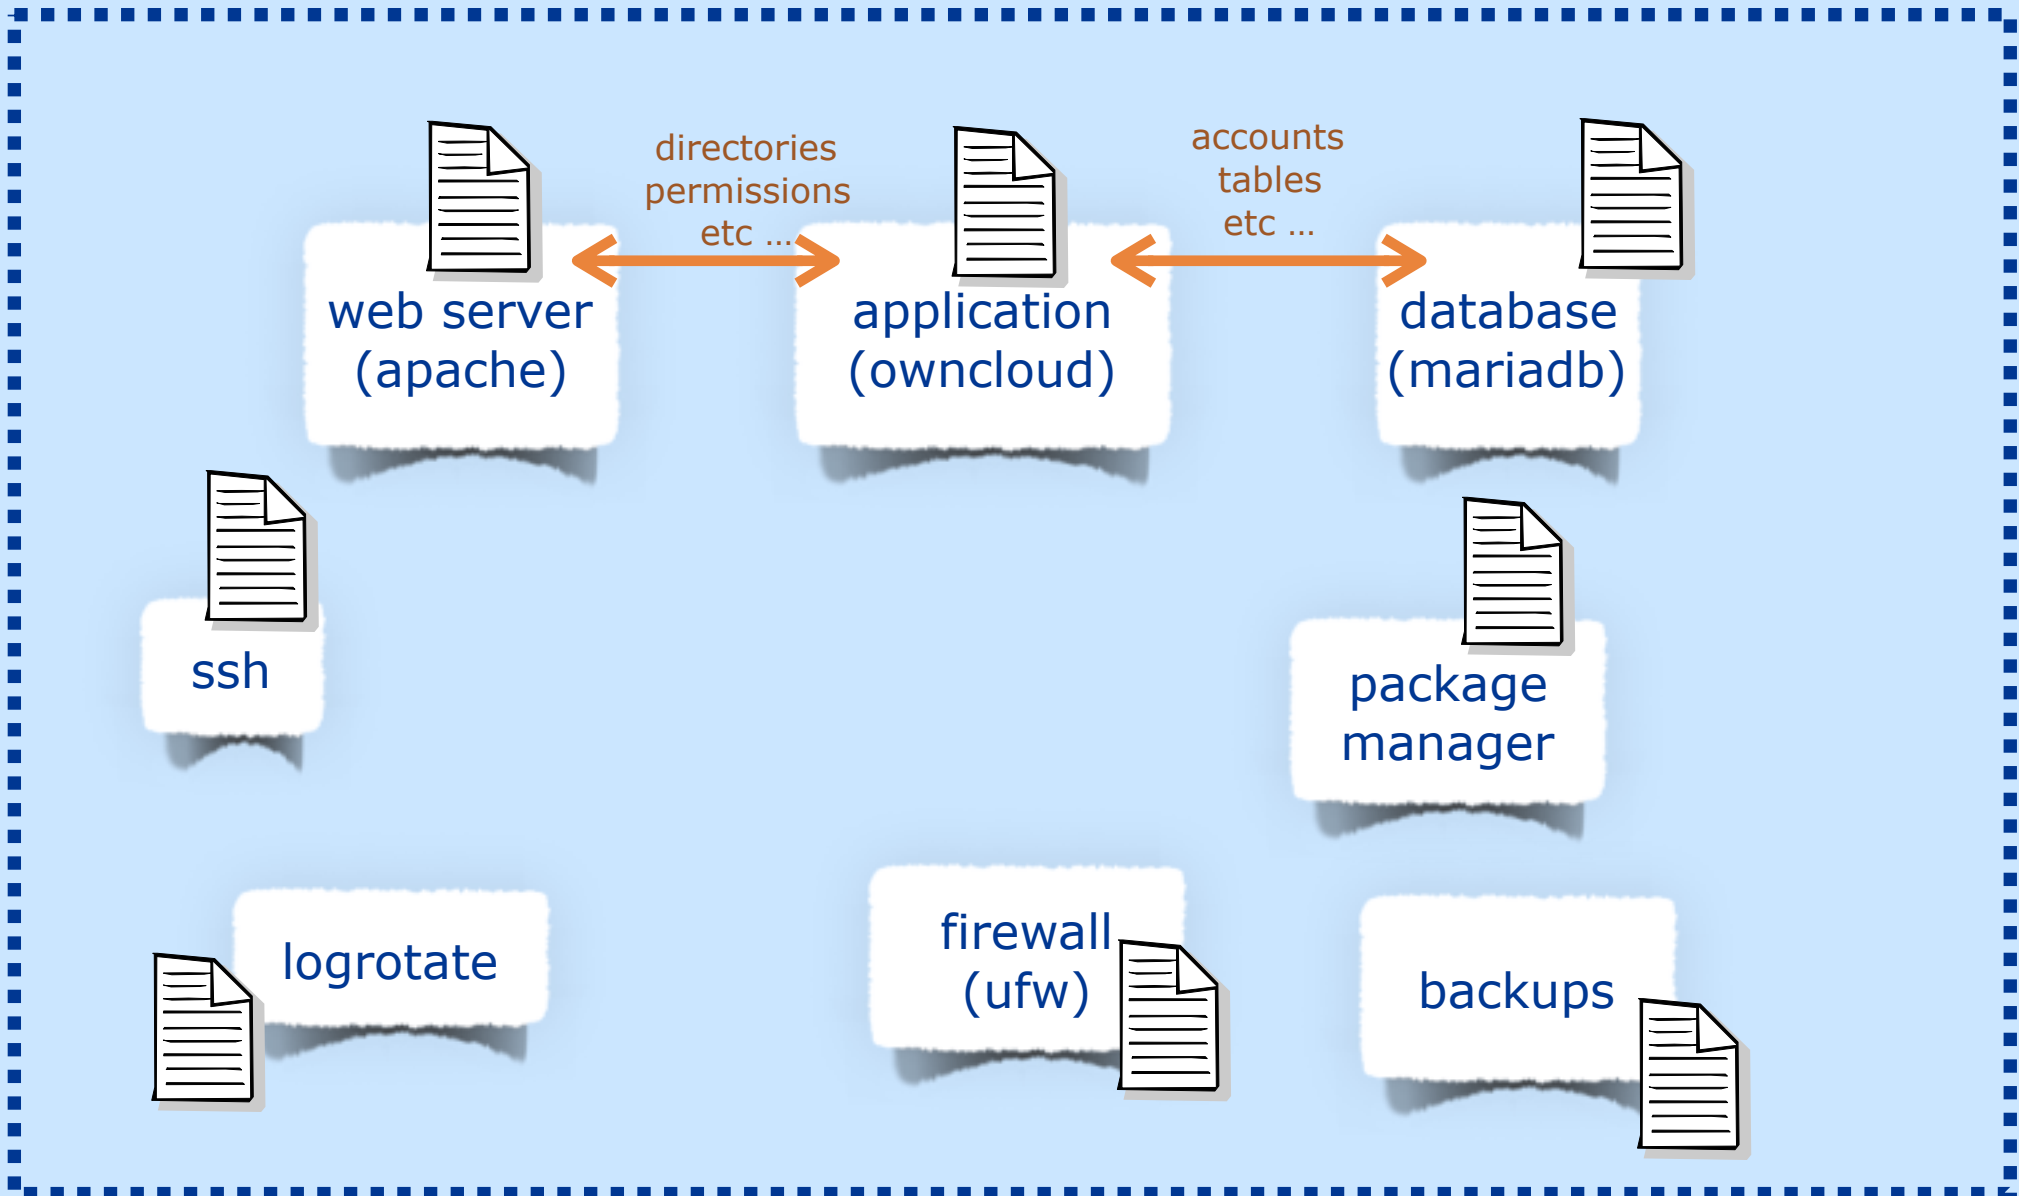 directories
permissions
etc ...
accounts
tables
etc ...
web server
(apache)
application
(owncloud)
database
(mariadb)
ssh
package
manager
logrotate
firewall
(ufw)
backups